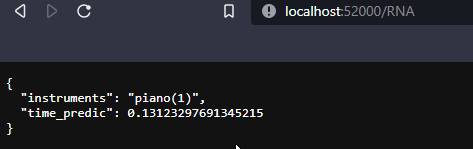 localhost:52000/RNA
{
"instruments": "piano(1)",
"time_predic": 0.13123297691345215
}